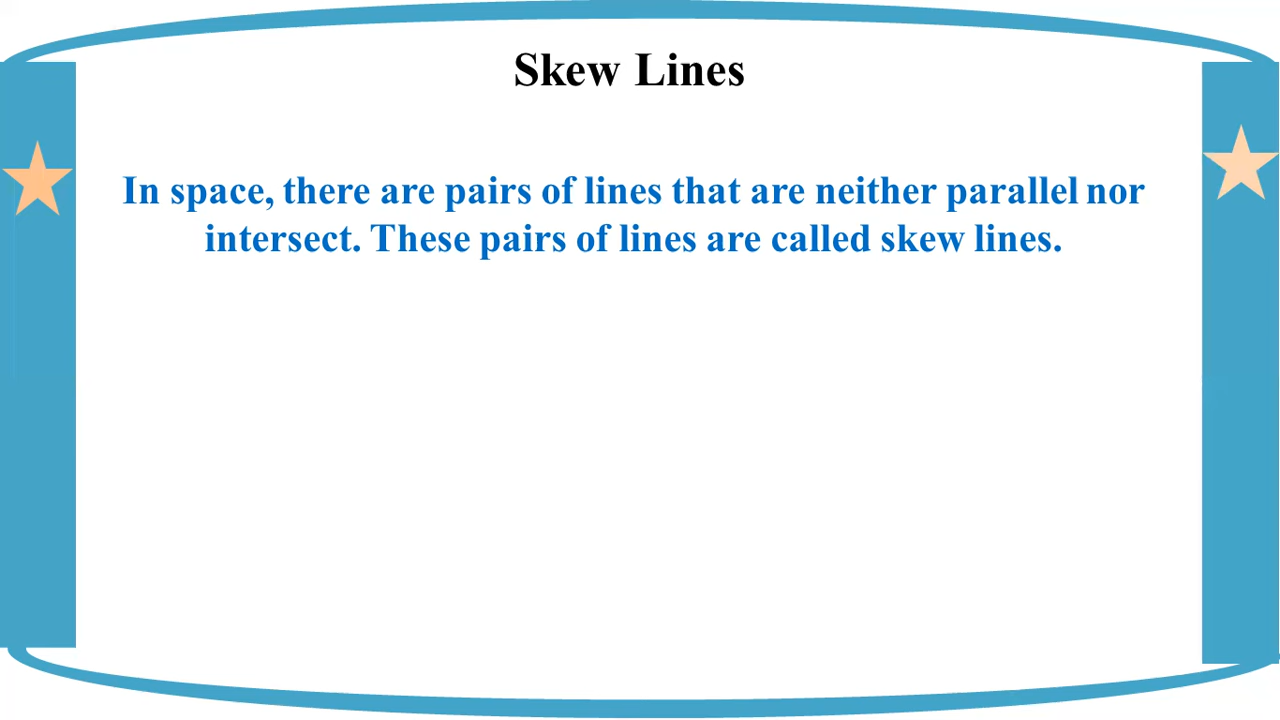 Skew Lines
In space, there are pairs of lines that are neither parallel nor
intersect. These pairs of lines are called skew lines.